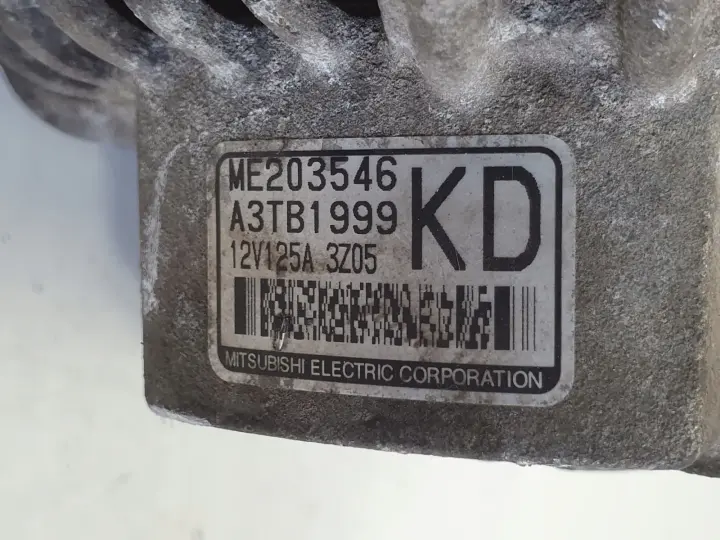 ME203546
A3TB1999
KD
12V125A 3Z05
MITSUBISHI ELECTRIC CORPORATION